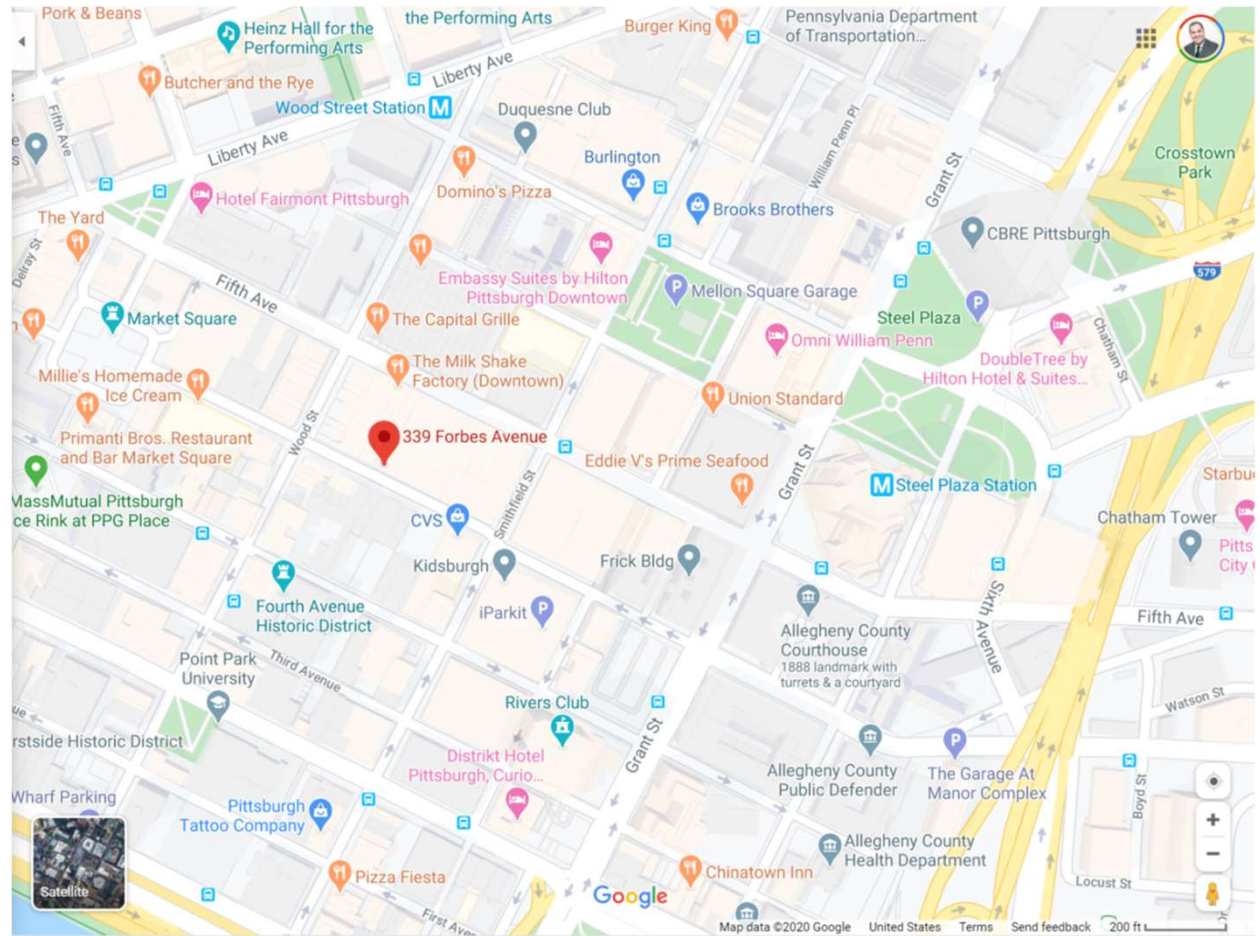 Pork & Beans
Heinz Hall for the
Performing Arts
the Performing Arts
Burger King
Pennsylvania Department
of Transportation...
Butcher and the Rye
Liberty Ave
Wood Street Station
M
Duquesne Club
Fifth Ave
Liberty Ave
Burlington
William Penn Pl
Grant St
Crosstown
Park
Domino's Pizza
Hotel Fairmont Pittsburgh
Brooks Brothers
The Yard
CBRE Pittsburgh
Delray St
Embassy Suites by Hilton
Pittsburgh Downtown
579
Fifth Ave
P
Mellon Square Garage
Market Square
The Capital Grille
Steel Plaza
P
Omni William Penn
DoubleTree by
Hilton Hotel & Suites...
Chatham St
The Milk Shake
Factory (Downtown)
Millie's Homemade
Ice Cream
Union Standard
Primanti Bros. Restaurant
and Bar Market Square
Wood St
339 Forbes Avenue
Eddie V's Prime Seafood
Grant St
M
Steel Plaza Station
MassMutual Pittsburgh
ce Rink at PPG Place
Smithfield St
CVS
Chatham Tower
Pitts
City
Kidsburgh
Frick Bldg
Fourth Avenue
Historic District
iParkit
P
Allegheny County
Courthouse
1888 landmark with
turrets & a courtyard
Sixth Avenue
Fifth Ave
Third Avenue
Point Park
University
Rivers Club
Watson St
rstside Historic District
Grant St
Distrikt Hotel
Pittsburgh, Curio...
Allegheny County
Public Defender
P
The Garage At
Manor Complex
Wharf Parking
Pittsburgh
Tattoo Company
Boyd St
Allegheny County
Health Department
Satellite
Pizza Fiesta
Chinatown Inn
Locust St
Google
First Ave
Map data ©2020 Google United States Terms Send feedback 200 ft